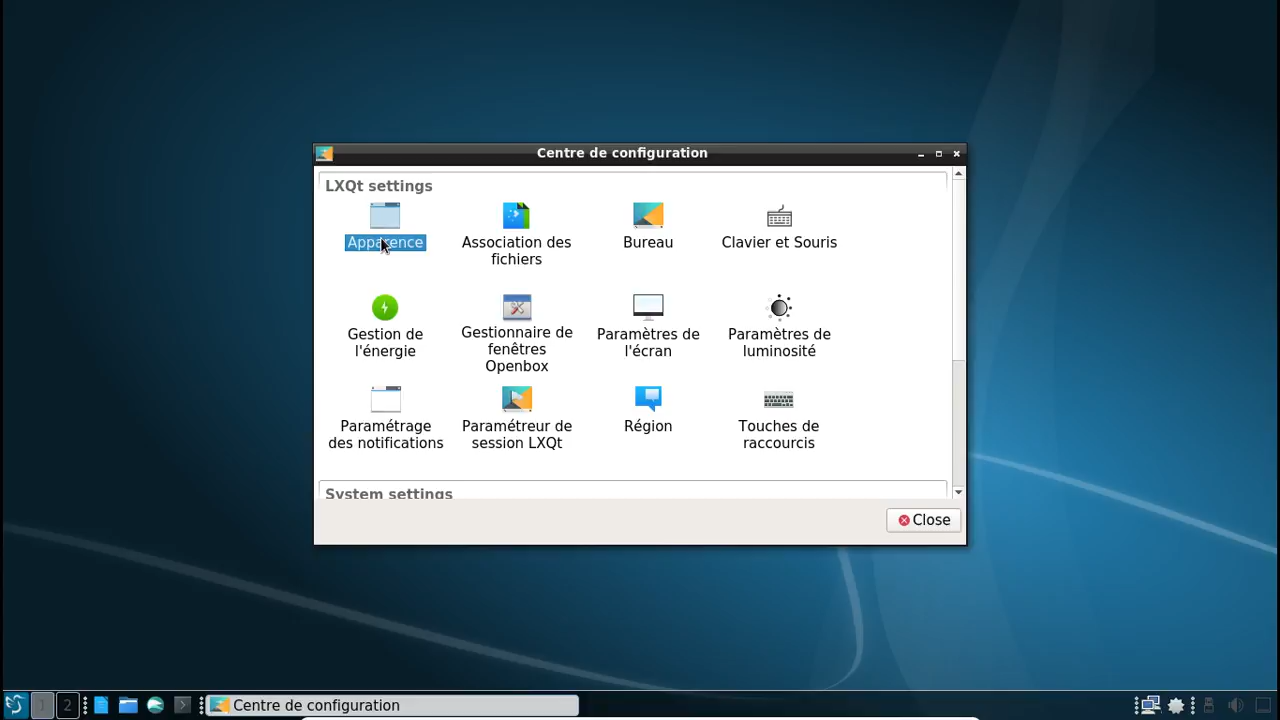 Centre de configuration
LXQt settings
Apparence
Association des
fichiers
Bureau
Clavier et Souris
Gestion de
l'énergie
Gestionnaire de
fenêtres
Openbox
Paramètres de
l'écran
Paramètres de
luminosité
Paramétrage
des notifications
Paramétreur de
session LXQt
Région
Touches de
raccourcis
System settings
Close
1
2
Centre de configuration